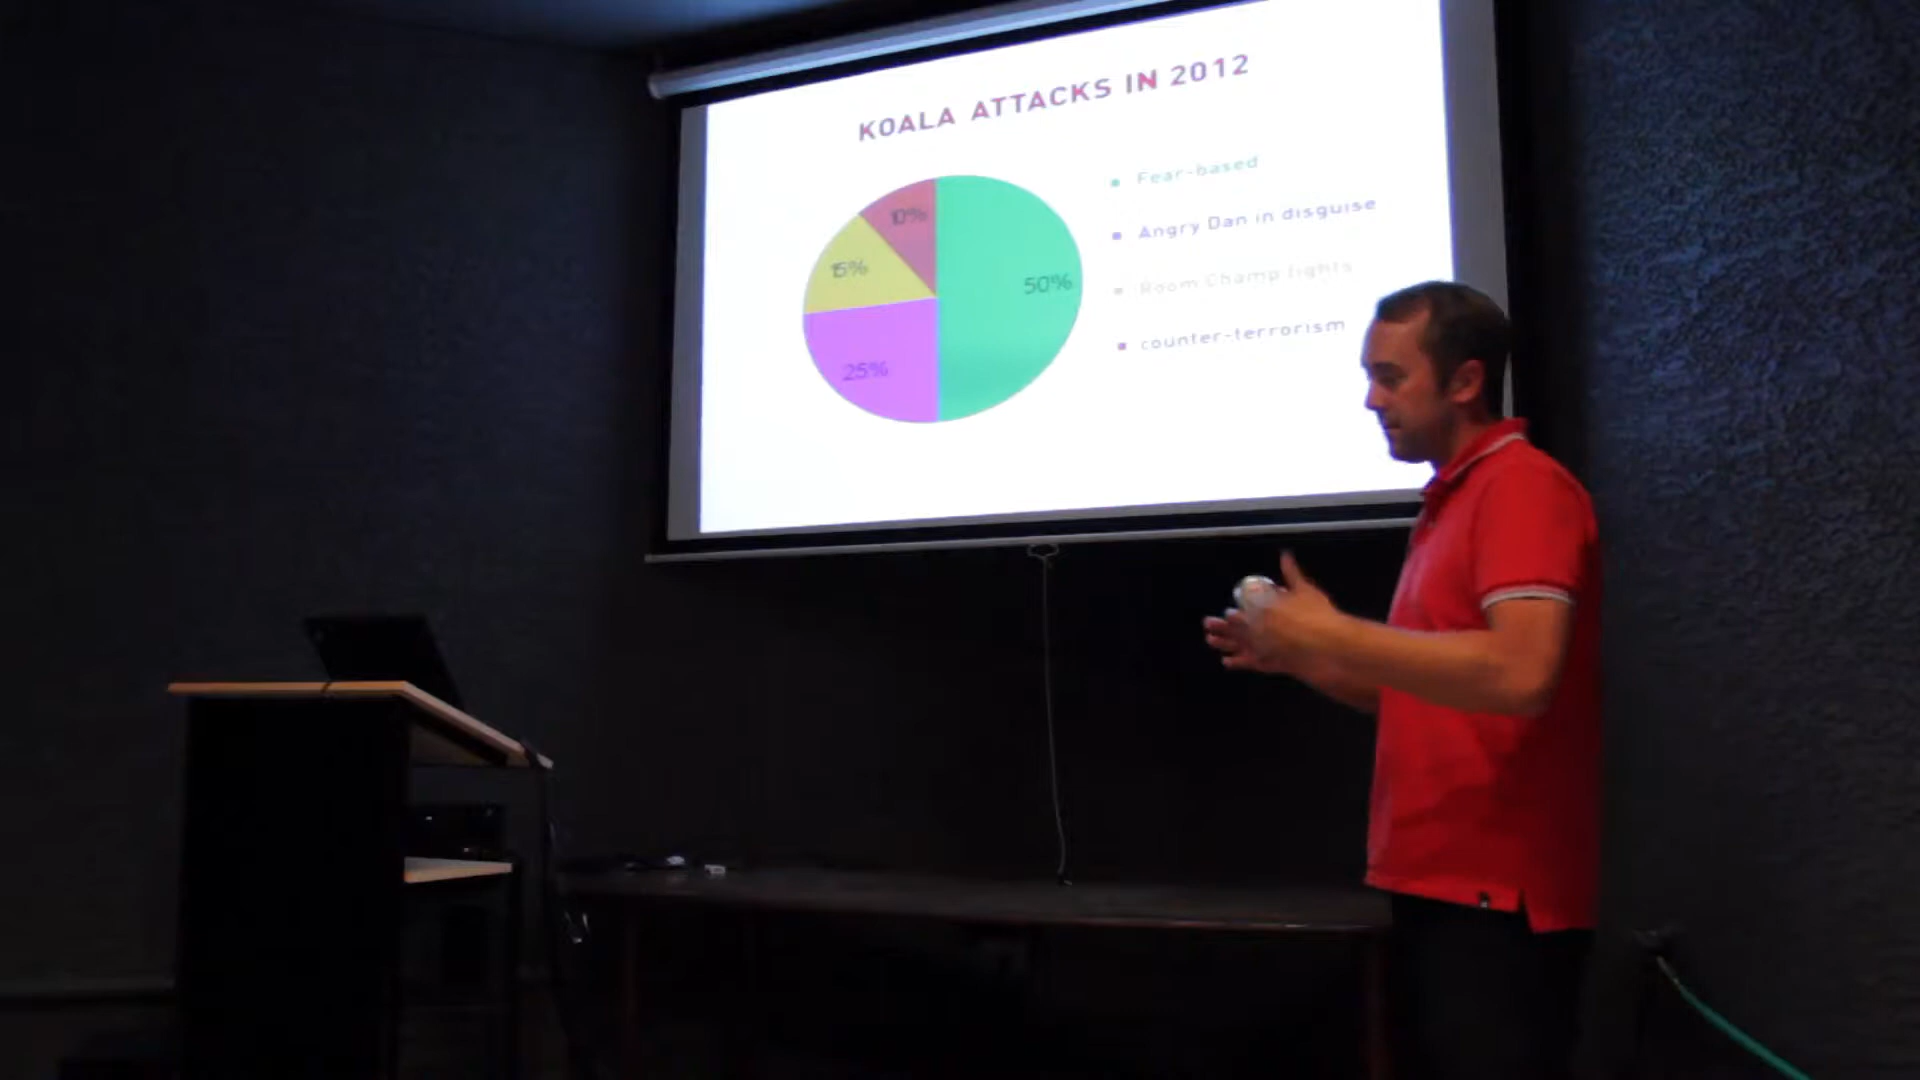 KOALA ATTACKS IN 2012
10%
15%
50%
25%
Fear-based
Angry Dan in disguise
Room Champ fights
counter-terrorism